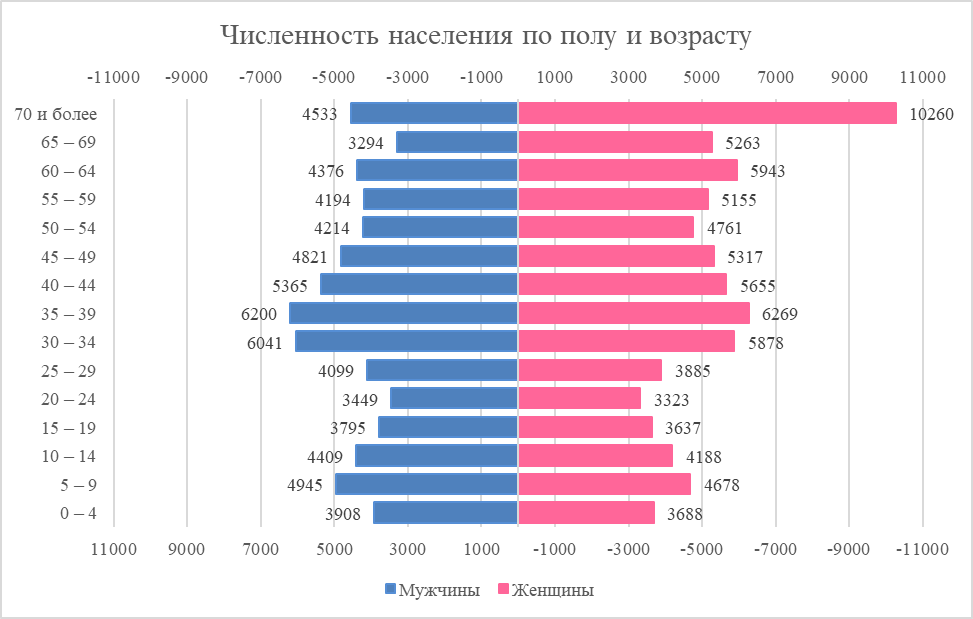 Численность населения по полу и возрасту
-11000 -9000 -7000 -5000 -3000 -1000 1000 3000 5000 7000 9000 11000
70 и более 4533 10260
65 – 69 3294 5263
60 – 64 4376 5943
55 – 59 4194 5155
50 – 54 4214 4761
45 – 49 4821 5317
40 – 44 5365 5655
35 – 39 6200 6269
30 – 34 6041 5878
25 – 29 4099 3885
20 – 24 3449 3323
15 – 19 3795 3637
10 – 14 4409 4188
5 – 9 4945 4678
0 – 4 3908 3688
11000 9000 7000 5000 3000 1000 -1000 -3000 -5000 -7000 -9000 -11000
Мужчины Женщины